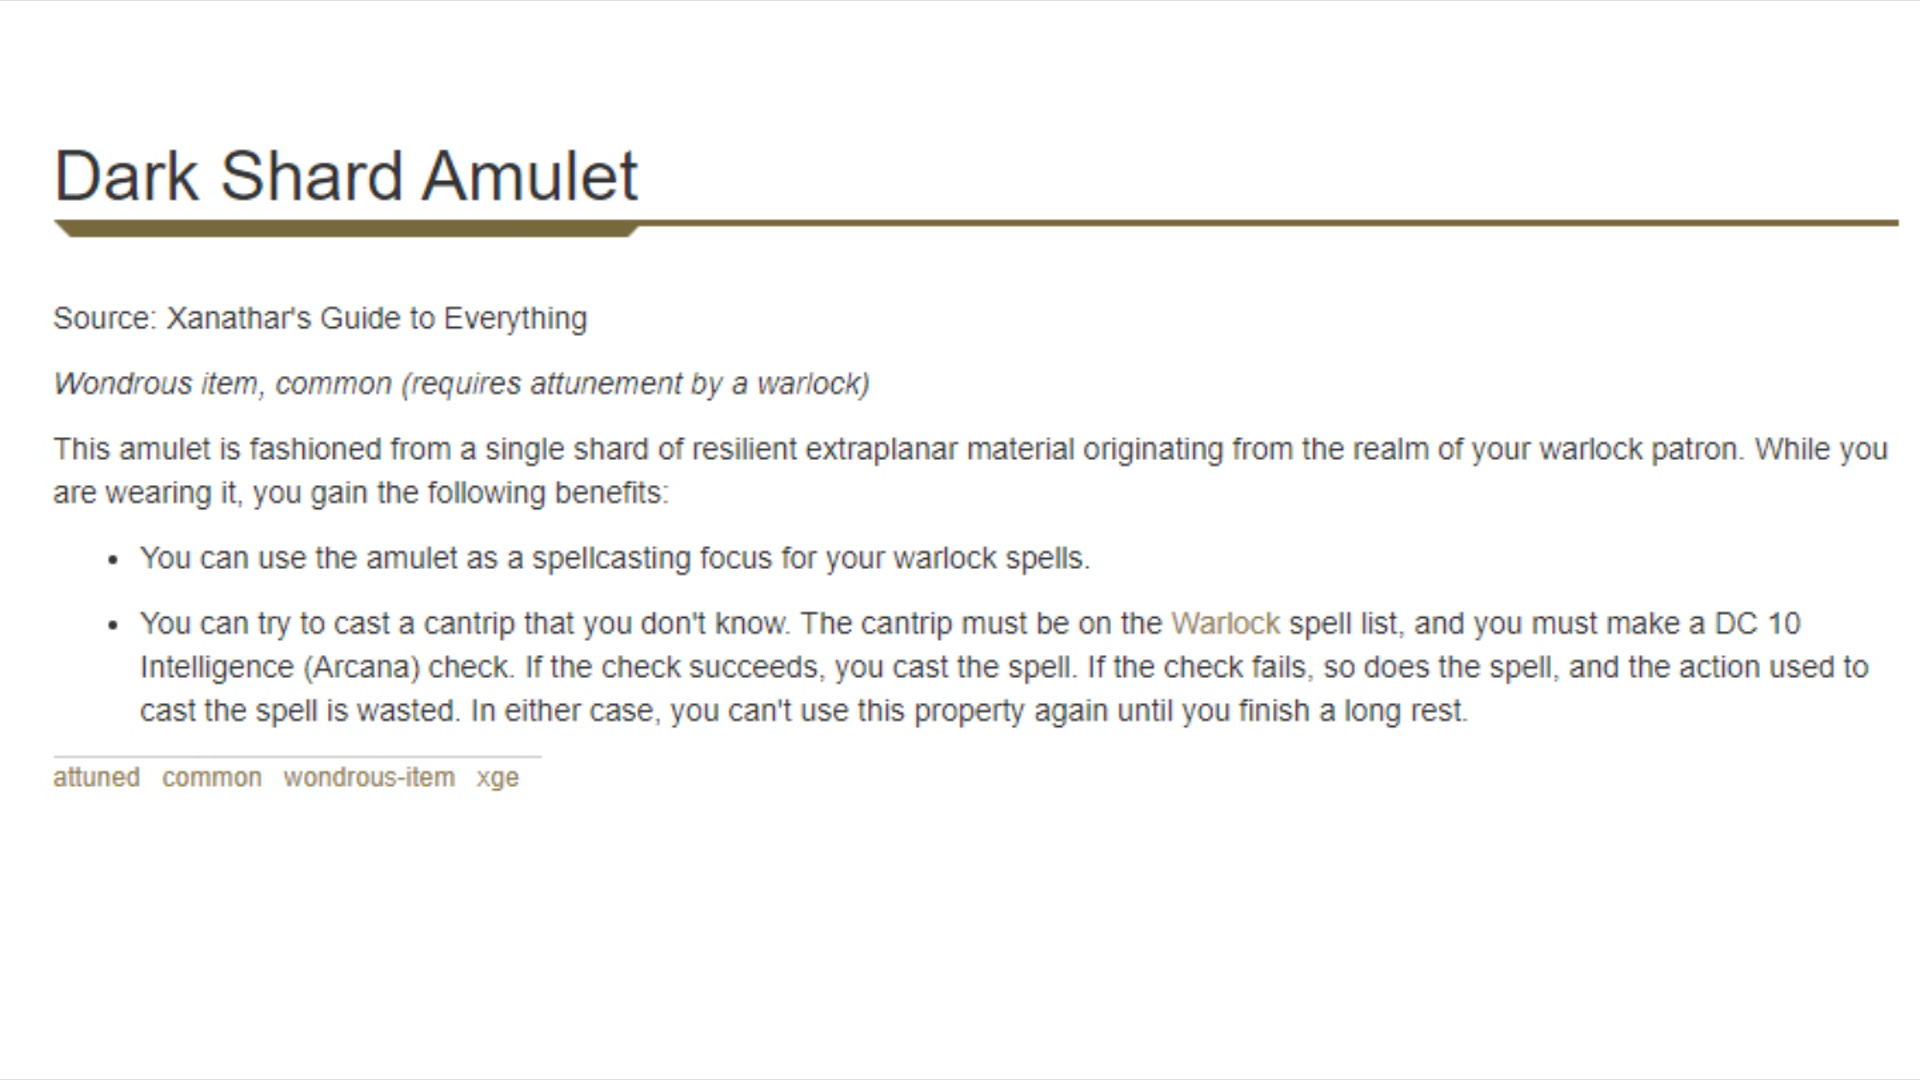 Dark Shard Amulet
Source: Xanathar's Guide to Everything
Wondrous item, common (requires attunement by a warlock)
This amulet is fashioned from a single shard of resilient extraplanar material originating from the realm of your warlock patron. While you
are wearing it, you gain the following benefits:
• You can use the amulet as a spellcasting focus for your warlock spells.
• You can try to cast a cantrip that you don't know. The cantrip must be on the Warlock spell list, and you must make a DC 10
Intelligence (Arcana) check. If the check succeeds, you cast the spell. If the check fails, so does the spell, and the action used to
cast the spell is wasted. In either case, you can't use this property again until you finish a long rest.
attuned common wondrous-item xge